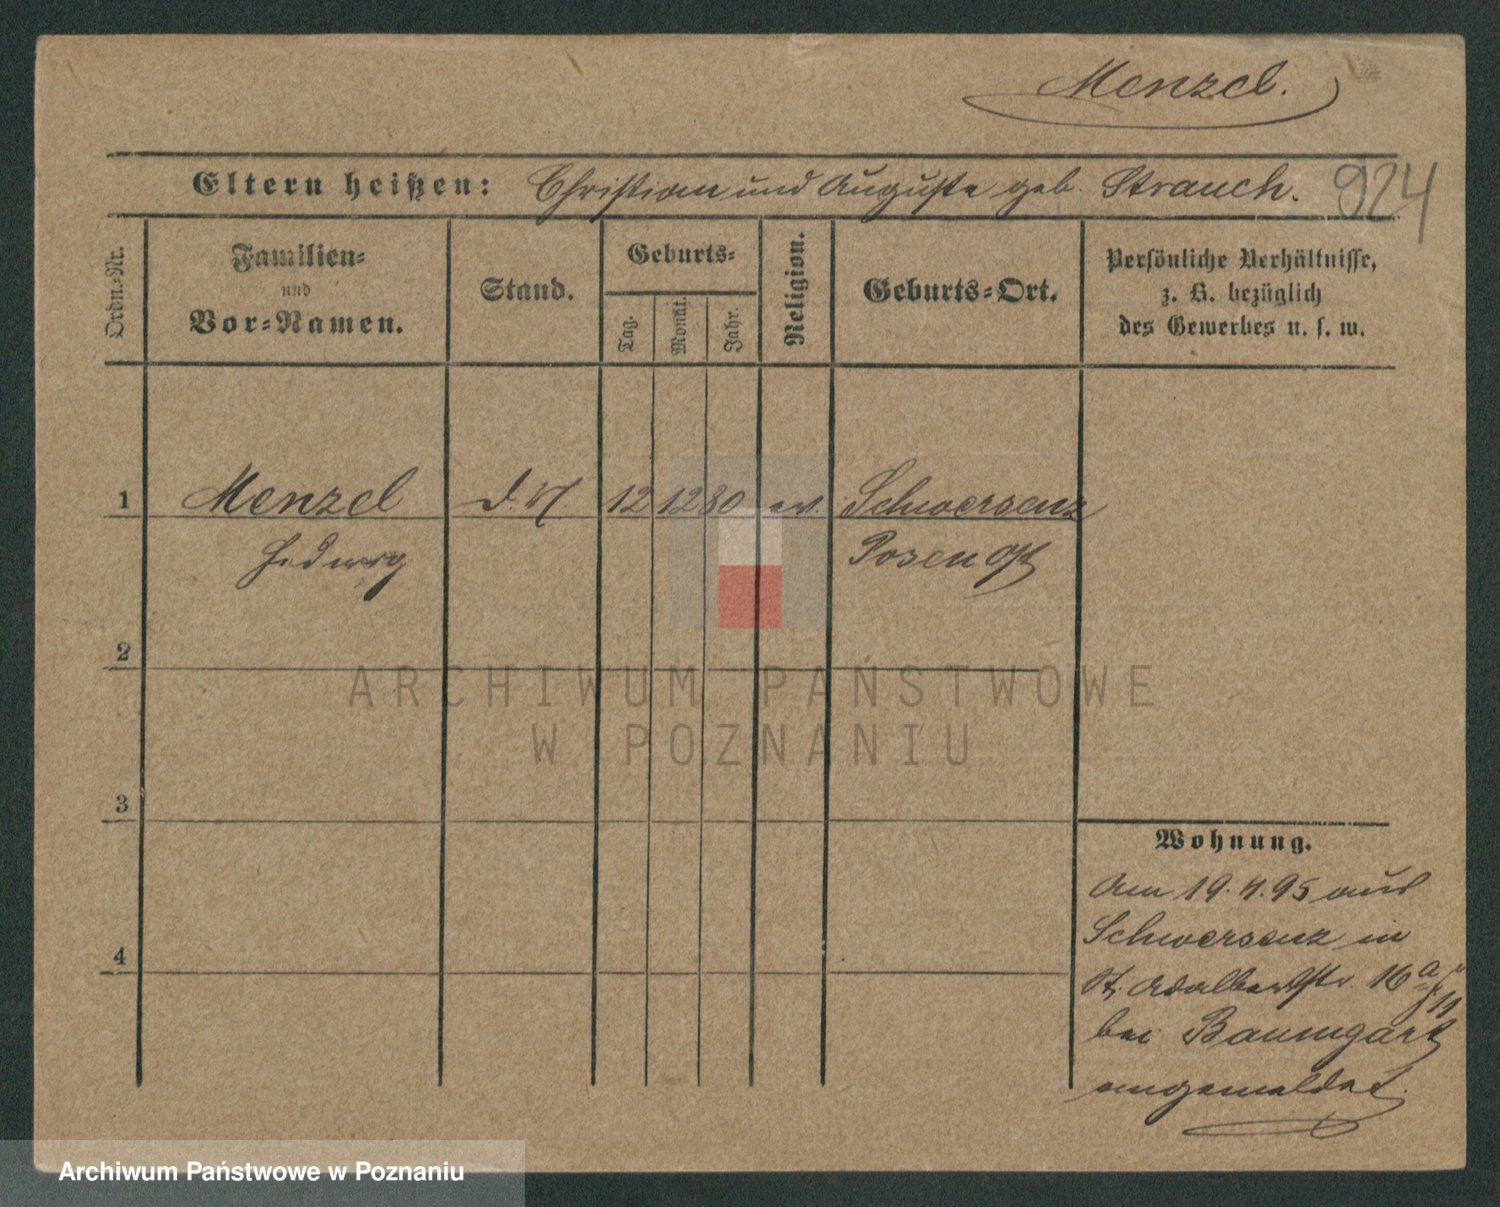 Menzel.
Eltern heißen: Christian und Auguste geb. Strauch. 924
Ordn.-Nr.
Familien-
und
Vor-Namen.
Stand.
Geburts-
Tag.
Monat.
Jahr.
Religion.
Geburts-Ort.
Persönliche Verhältnisse,
z. B. bezüglich
des Gewerbes u. s. w.
1 Menzel 12 12 80 ev. Schwersenz
Hedwig Posen Ost
2
3
4
ARCHIWUM PAŃSTWOWE
W POZNANIU
Wohnung.
Am 19.4.95 aus
Schwersenz in
St. Adalbertstr. 16a
bei Baumgart
angemeldet.
Archiwum Państwowe w Poznaniu